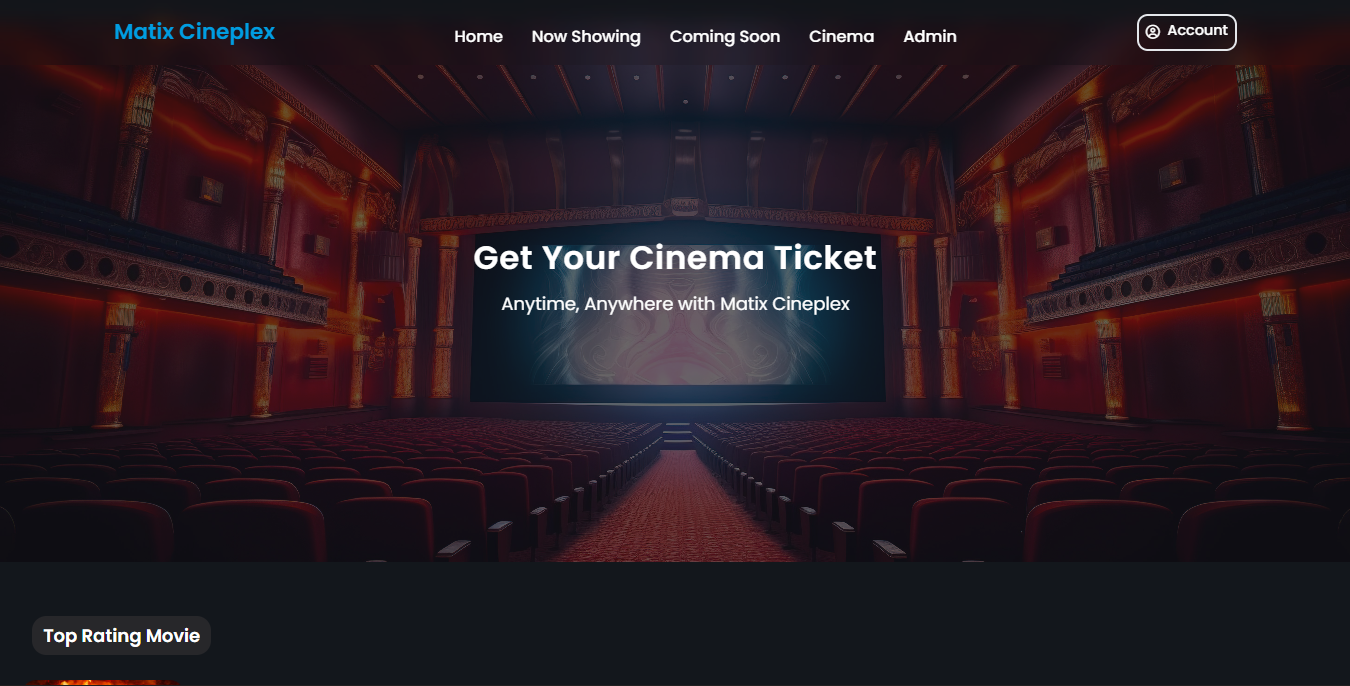 Matix Cineplex
Home Now Showing Coming Soon Cinema Admin
Account
Get Your Cinema Ticket
Anytime, Anywhere with Matix Cineplex
Top Rating Movie